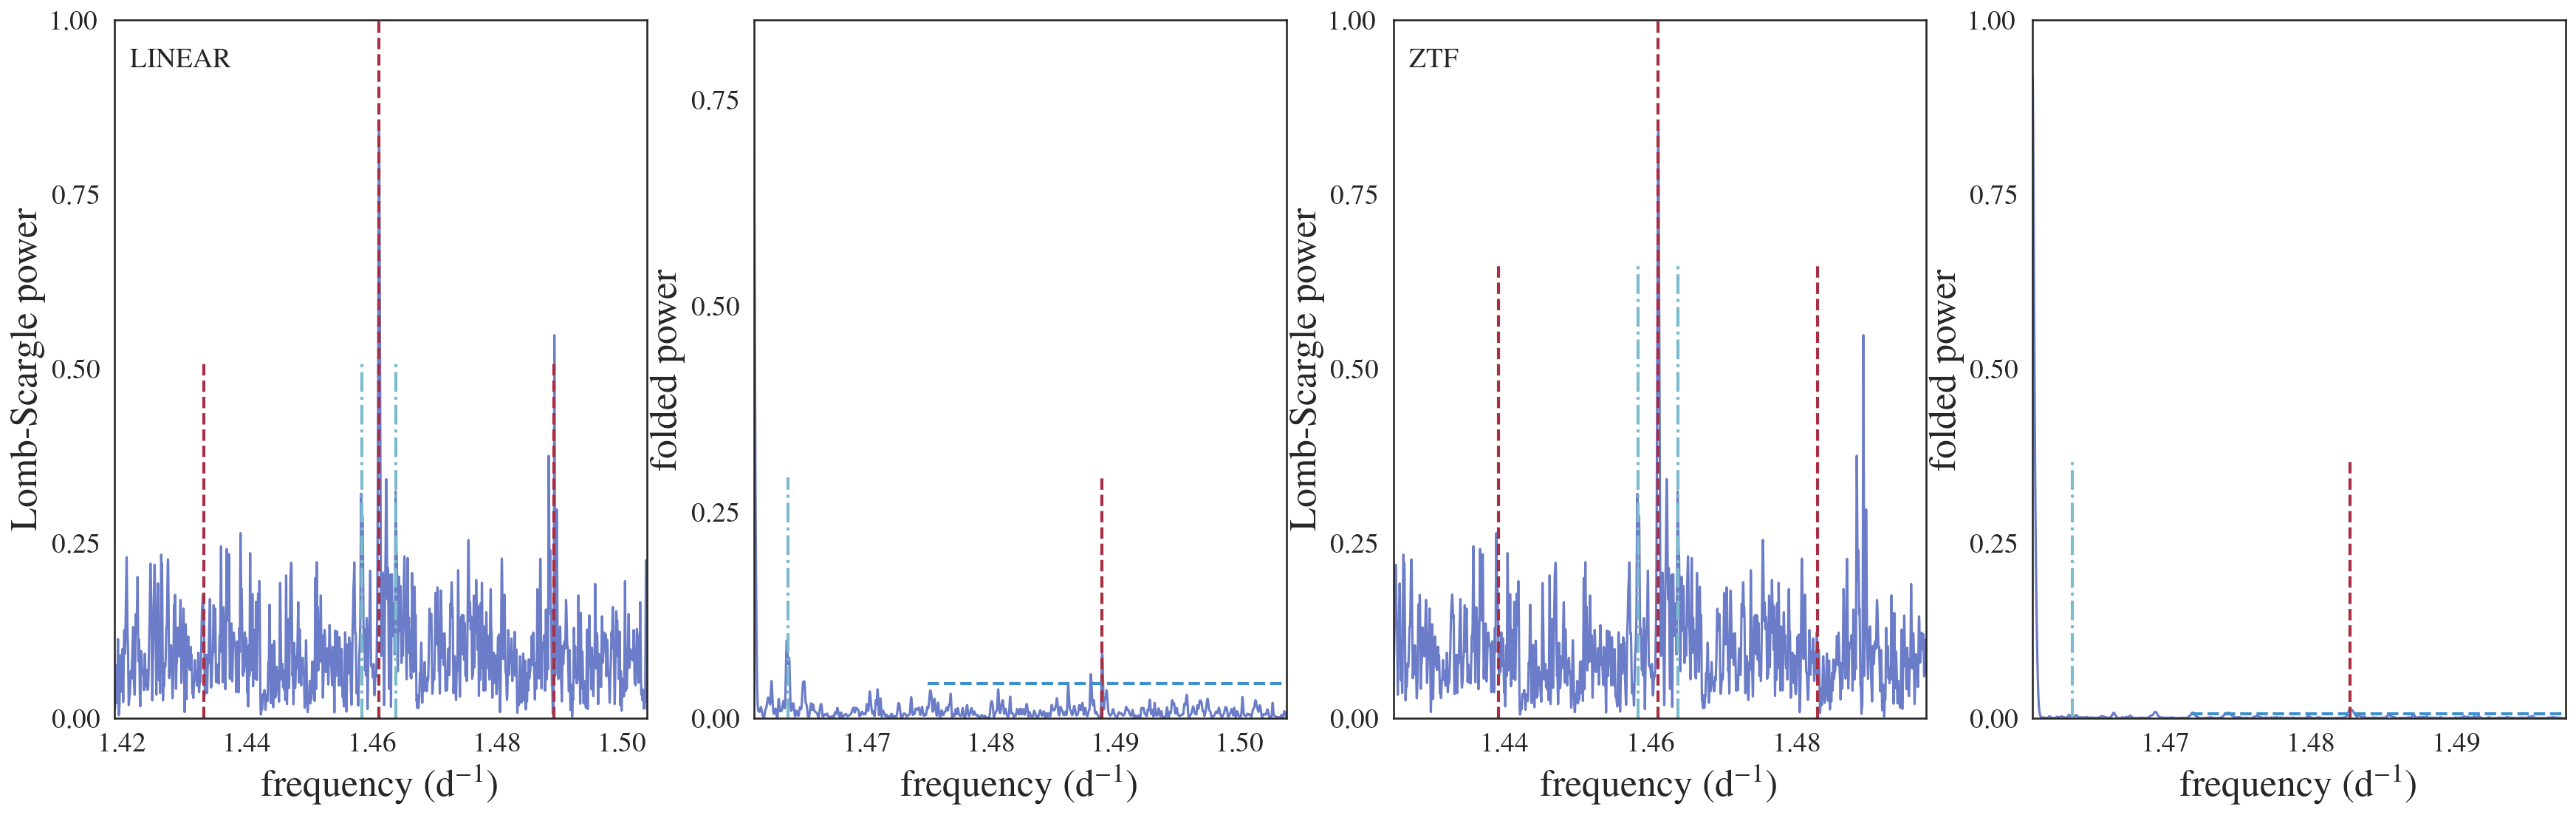 LINEAR
Lomb-Scargle power
1.00
0.75
0.50
0.25
0.00
1.42 1.44 1.46 1.48 1.50
frequency (d⁻¹)
folded power
0.75
0.50
0.25
0.00
1.47 1.48 1.49 1.50
frequency (d⁻¹)
ZTF
Lomb-Scargle power
1.00
0.75
0.50
0.25
0.00
1.44 1.46 1.48
frequency (d⁻¹)
folded power
1.00
0.75
0.50
0.25
0.00
1.47 1.48 1.49
frequency (d⁻¹)